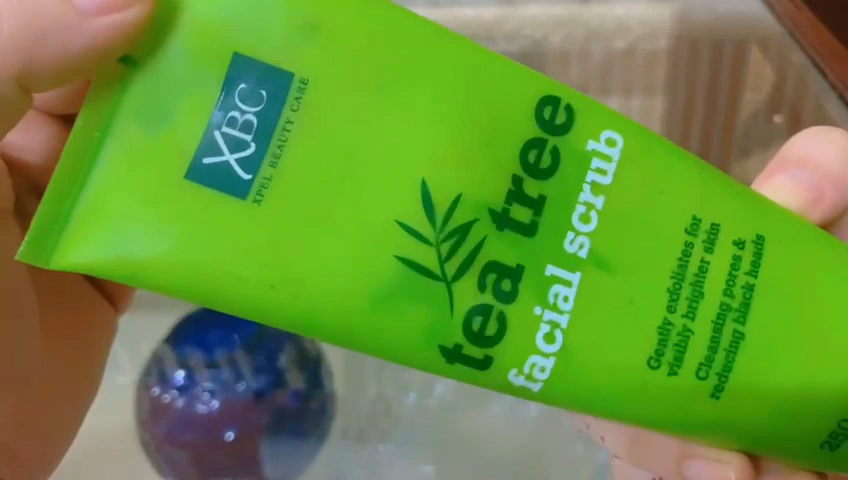 XBC
XPEL BEAUTY CARE
tea tree
facial scrub
Gently exfoliates for
visibly brighter skin
Cleansing pores &
reducing black heads
250